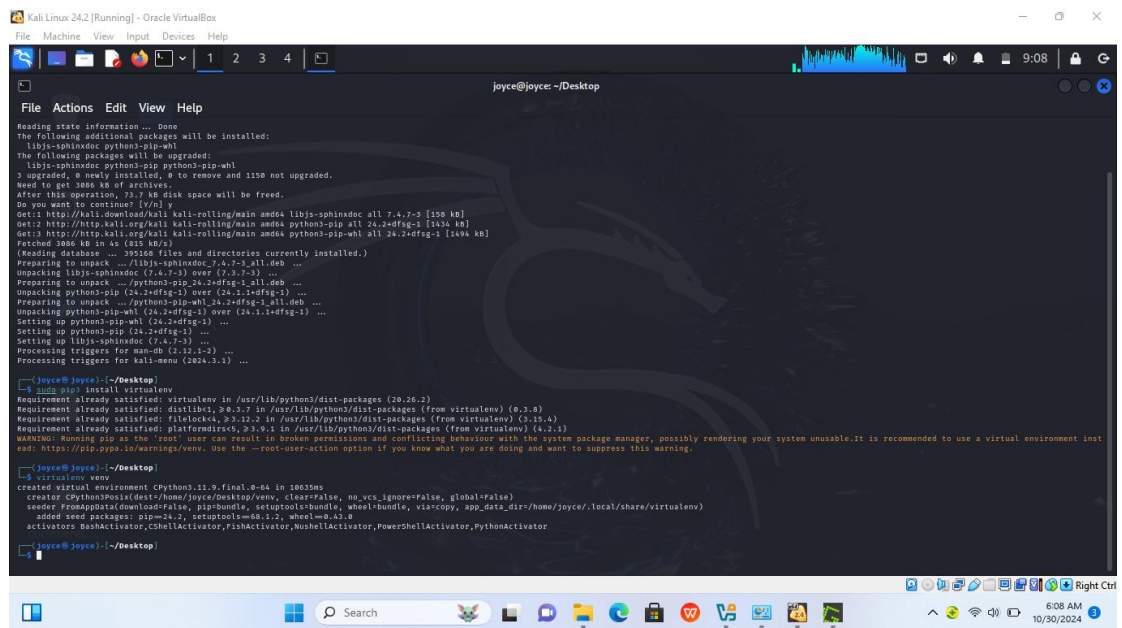 Kali Linux 24.2 [Running] - Oracle VirtualBox
File Machine View Input Devices Help
1 2 3 4
9:08
joyce@joyce: ~/Desktop
File Actions Edit View Help
Reading state information ... Done
The following additional packages will be installed:
libjs-sphinxdoc python3-pip-whl
The following packages will be upgraded:
libjs-sphinxdoc python3-pip python3-pip-whl
3 upgraded, 0 newly installed, 0 to remove and 1150 not upgraded.
Need to get 3086 kB of archives.
After this operation, 73.7 kB disk space will be freed.
Do you want to continue? [Y/n] y
Get:1 http://kali.download/kali kali-rolling/main amd64 libjs-sphinxdoc all 7.4.7-3 [158 kB]
Get:2 http://http.kali.org/kali kali-rolling/main amd64 python3-pip all 24.2+dfsg-1 [1434 kB]
Get:3 http://http.kali.org/kali kali-rolling/main amd64 python3-pip-whl all 24.2+dfsg-1 [1494 kB]
Fetched 3086 kB in 4s (815 kB/s)
(Reading database ... 395168 files and directories currently installed.)
Preparing to unpack .../libjs-sphinxdoc_7.4.7-3_all.deb ...
Unpacking libjs-sphinxdoc (7.4.7-3) over (7.3.7-3) ...
Preparing to unpack .../python3-pip_24.2+dfsg-1_all.deb ...
Unpacking python3-pip (24.2+dfsg-1) over (24.1.1+dfsg-1) ...
Preparing to unpack .../python3-pip-whl_24.2+dfsg-1_all.deb ...
Unpacking python3-pip-whl (24.2+dfsg-1) over (24.1.1+dfsg-1) ...
Setting up python3-pip-whl (24.2+dfsg-1) ...
Setting up python3-pip (24.2+dfsg-1) ...
Setting up libjs-sphinxdoc (7.4.7-3) ...
Processing triggers for man-db (2.12.1-2) ...
Processing triggers for kali-menu (2024.3.1) ...
┌──(joyce㉿joyce)-[~/Desktop]
└─$ sudo pip3 install virtualenv
Requirement already satisfied: virtualenv in /usr/lib/python3/dist-packages (20.26.2)
Requirement already satisfied: distlib<1,≥0.3.7 in /usr/lib/python3/dist-packages (from virtualenv) (0.3.8)
Requirement already satisfied: filelock<4,≥3.12.2 in /usr/lib/python3/dist-packages (from virtualenv) (3.15.4)
Requirement already satisfied: platformdirs<5,≥3.9.1 in /usr/lib/python3/dist-packages (from virtualenv) (4.2.1)
WARNING: Running pip as the 'root' user can result in broken permissions and conflicting behaviour with the system package manager, possibly rendering your system unusable.It is recommended to use a virtual environment inst
ead: https://pip.pypa.io/warnings/venv. Use the --root-user-action option if you know what you are doing and want to suppress this warning.
┌──(joyce㉿joyce)-[~/Desktop]
└─$ virtualenv venv
created virtual environment CPython3.11.9.final.0-64 in 10635ms
creator CPython3Posix(dest=/home/joyce/Desktop/venv, clear=False, no_vcs_ignore=False, global=False)
seeder FromAppData(download=False, pip=bundle, setuptools=bundle, wheel=bundle, via=copy, app_data_dir=/home/joyce/.local/share/virtualenv)
added seed packages: pip==24.2, setuptools==68.1.2, wheel==0.43.0
activators BashActivator,CShellActivator,FishActivator,NushellActivator,PowerShellActivator,PythonActivator
┌──(joyce㉿joyce)-[~/Desktop]
└─$
Right Ctrl
Search
6:08 AM
10/30/2024
3